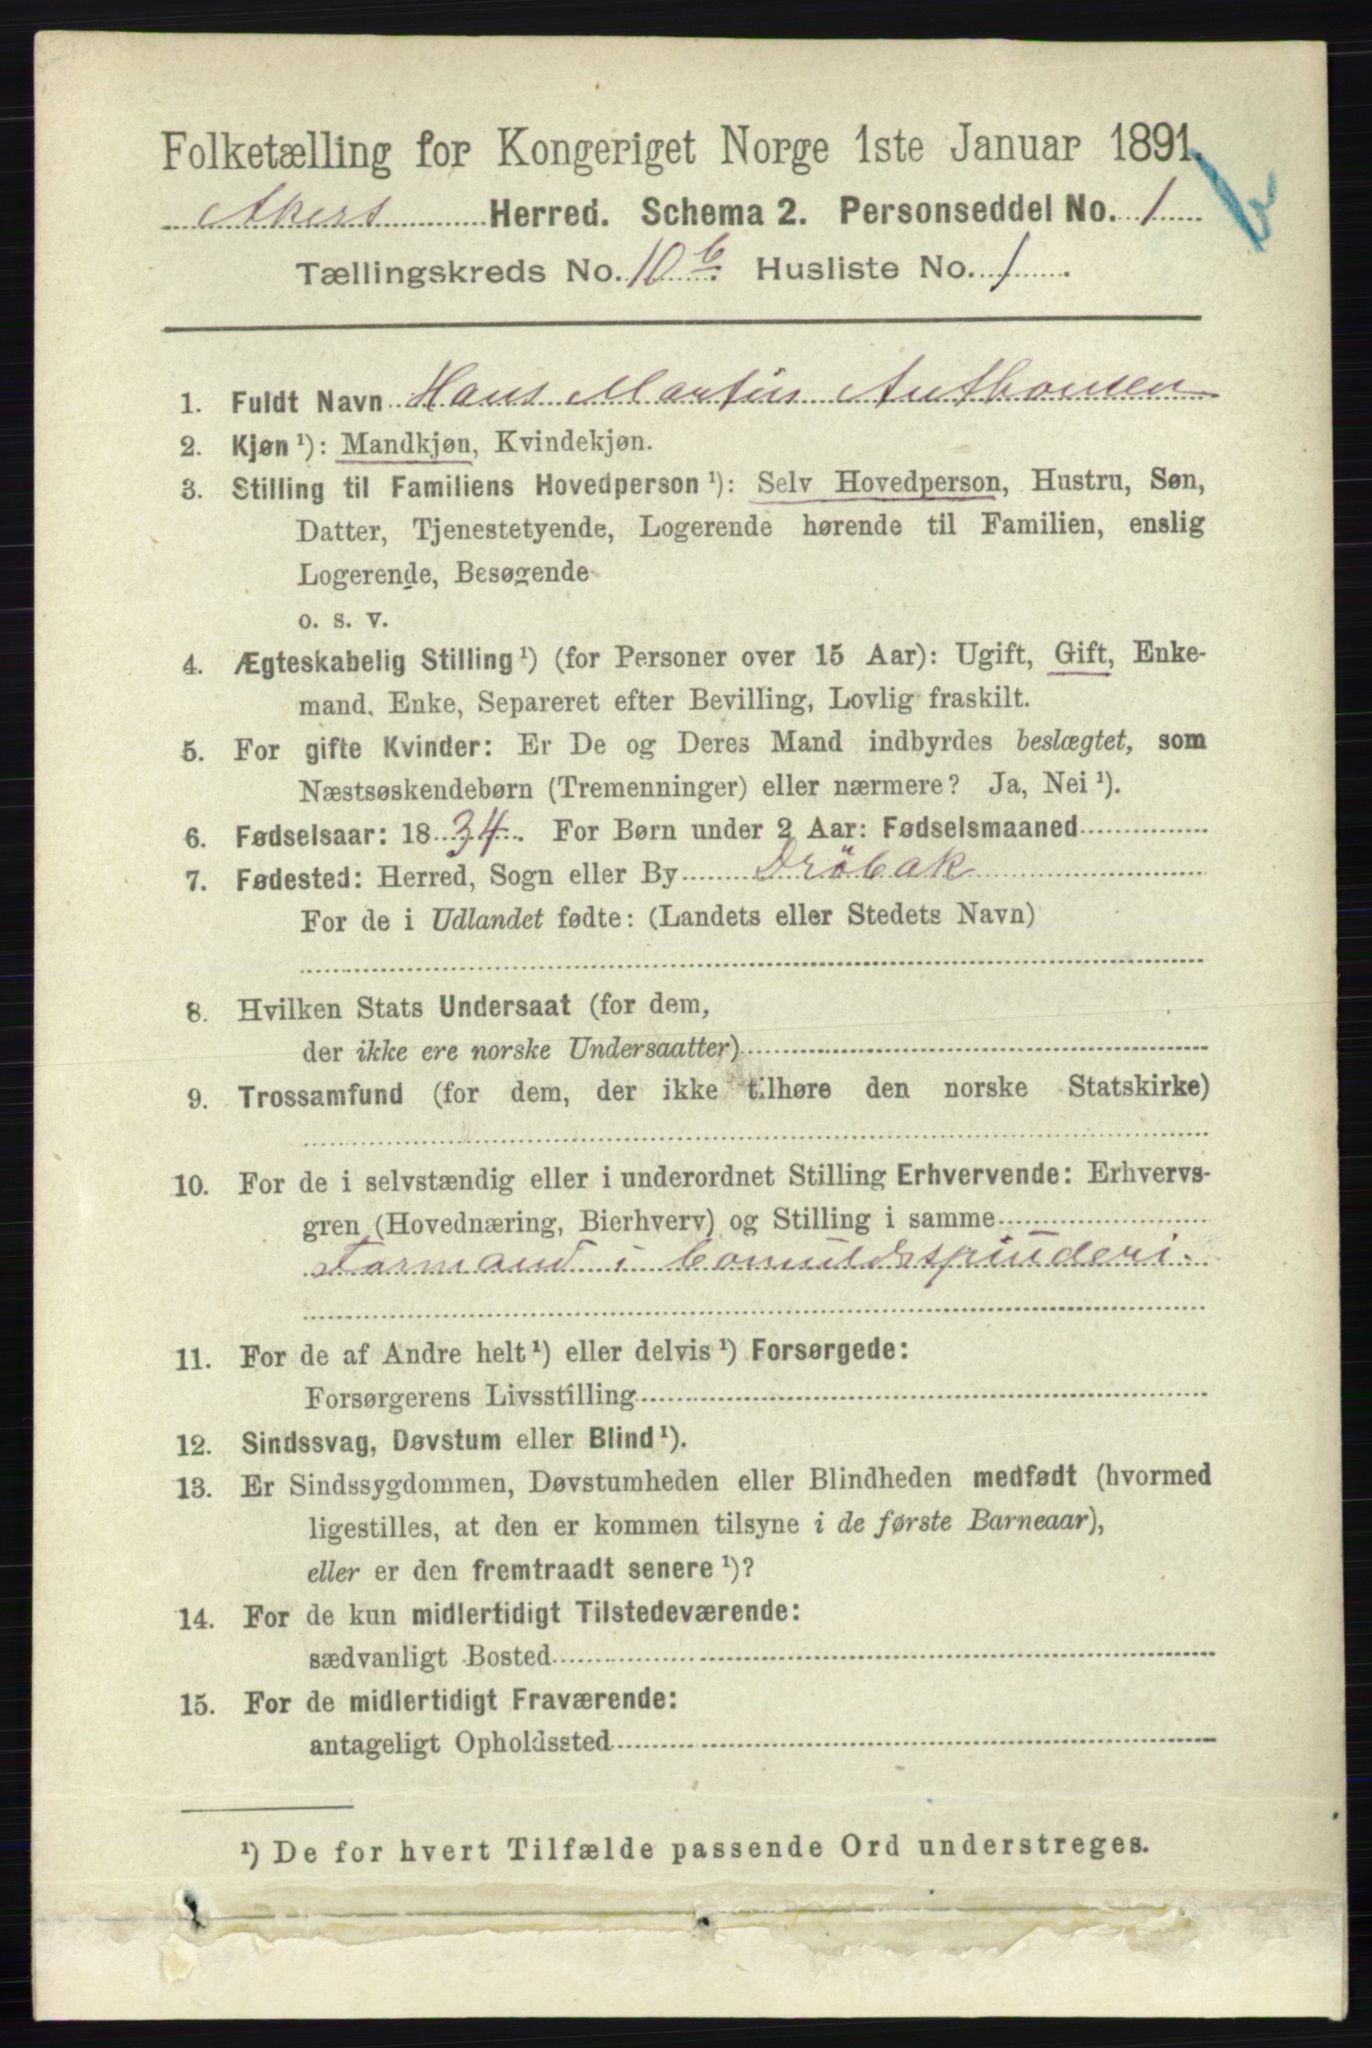 Folketælling for Kongeriget Norge 1ste Januar 1891.
Akers Herred. Schema 2. Personseddel No. 1
Tællingskreds No. 10 b. Husliste No. 1.
1. Fuldt Navn Hans Martin Anthonsen
2. Kjøn ¹): Mandkjøn, Kvindekjøn.
3. Stilling til Familiens Hovedperson ¹): Selv Hovedperson, Hustru, Søn,
Datter, Tjenestetyende, Logerende hørende til Familien, enslig
Logerende, Besøgende
o. s. v.
4. Ægteskabelig Stilling ¹) (for Personer over 15 Aar): Ugift, Gift, Enke-
mand, Enke, Separeret efter Bevilling, Lovlig fraskilt.
5. For gifte Kvinder: Er De og Deres Mand indbyrdes beslægtet, som
Næstsøskendebørn (Tremenninger) eller nærmere? Ja, Nei ¹).
6. Fødselsaar: 1834. For Børn under 2 Aar: Fødselsmaaned
7. Fødested: Herred, Sogn eller By Dröbak
For de i Udlandet fødte: (Landets eller Stedets Navn)
8. Hvilken Stats Undersaat (for dem,
der ikke ere norske Undersaatter)
9. Trossamfund (for dem, der ikke tilhøre den norske Statskirke)
10. For de i selvstændig eller i underordnet Stilling Erhvervende: Erhvervs-
gren (Hovednæring, Bierhverv) og Stilling i samme
Formand i bomuldsspinderi.
11. For de af Andre helt ¹) eller delvis ¹) Forsørgede:
Forsørgerens Livsstilling
12. Sindssvag, Døvstum eller Blind ¹).
13. Er Sindssygdommen, Døvstumheden eller Blindheden medfødt (hvormed
ligestilles, at den er kommen tilsyne i de første Barneaar),
eller er den fremtraadt senere ¹)?
14. For de kun midlertidigt Tilstedeværende:
sædvanligt Bosted
15. For de midlertidigt Fraværende:
antageligt Opholdssted
¹) De for hvert Tilfælde passende Ord understreges.